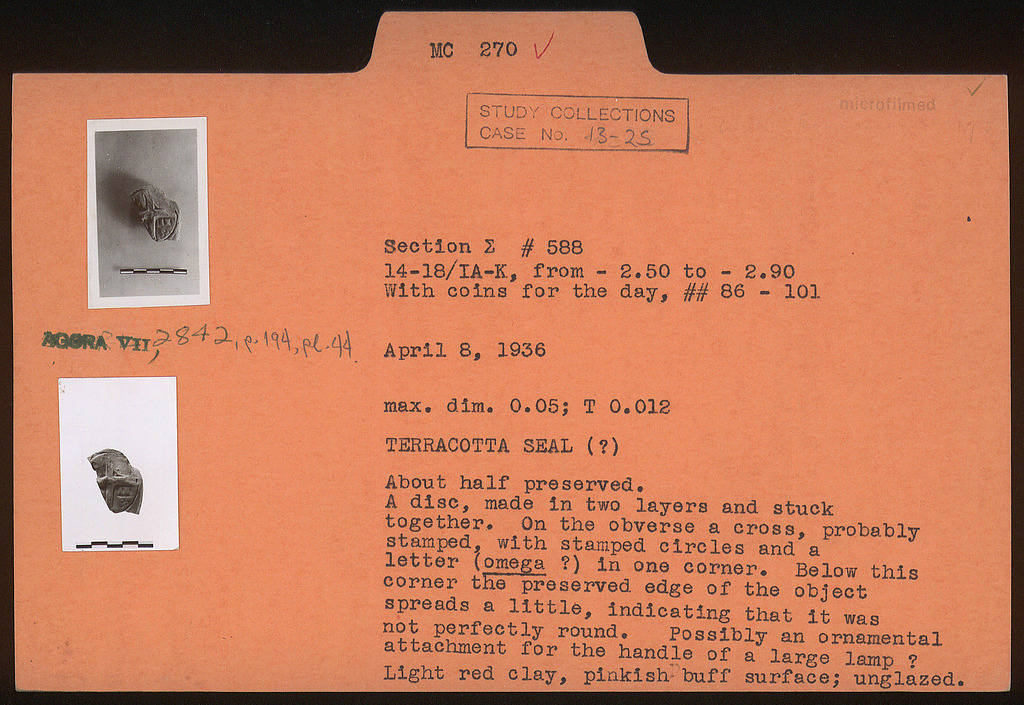 MC 270 ✓
microfilmed
STUDY COLLECTIONS
CASE No. 13-25
Section Σ # 588
14-18/IA-K, from - 2.50 to - 2.90
With coins for the day, ## 86 - 101
AGORA VII, 2842, p. 194, pl. 44
April 8, 1936
max. dim. 0.05; T 0.012
TERRACOTTA SEAL (?)
About half preserved.
A disc, made in two layers and stuck
together. On the obverse a cross, probably
stamped, with stamped circles and a
letter (omega ?) in one corner. Below this
corner the preserved edge of the object
spreads a little, indicating that it was
not perfectly round. Possibly an ornamental
attachment for the handle of a large lamp ?
Light red clay, pinkish buff surface; unglazed.